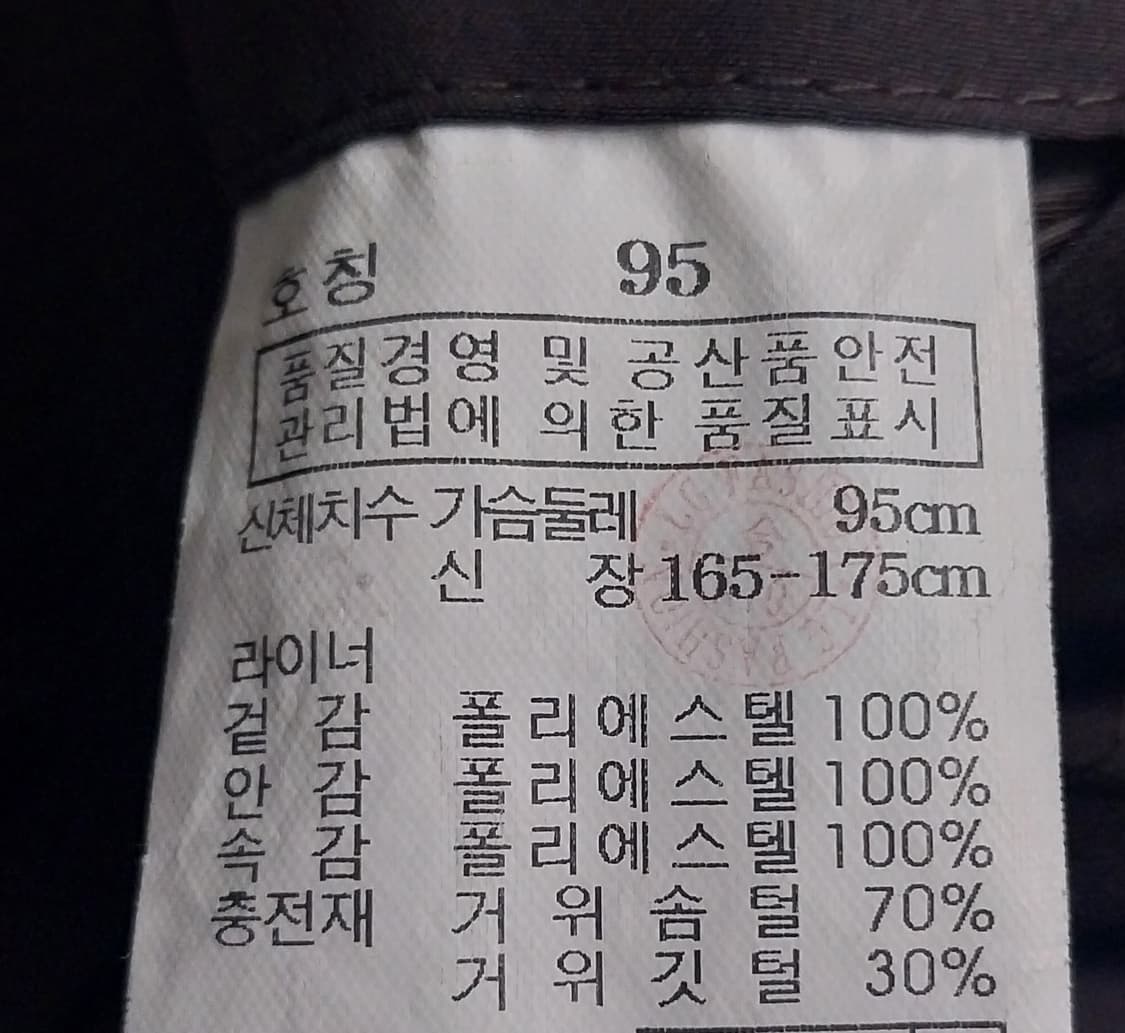 호칭 95
품질경영 및 공산품안전
관리법에 의한 품질표시
신체치수 가슴둘레 95cm
신 장 165-175cm
라이너
겉 감 폴리에스텔 100%
안 감 폴리에스텔 100%
속 감 폴리에스텔 100%
충전재 거위솜털 70%
거위깃털 30%